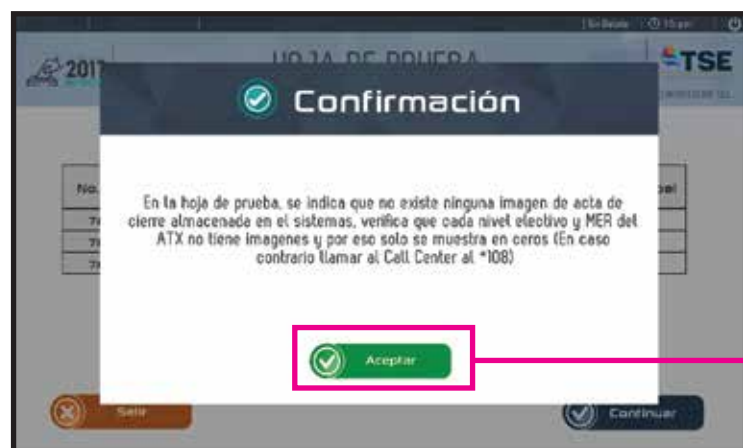 2017
HOJA DE PRUEBA
TSE
Confirmación
No.
En la hoja de prueba, se indica que no existe ninguna imagen de acta de
cierre almacenada en el sistemas, verifica que cada nivel electivo y MER del
ATX no tiene imagenes y por eso solo se muestra en ceros (En caso
contrario llamar al Call Center al *108)
Aceptar
Salir
Continuar